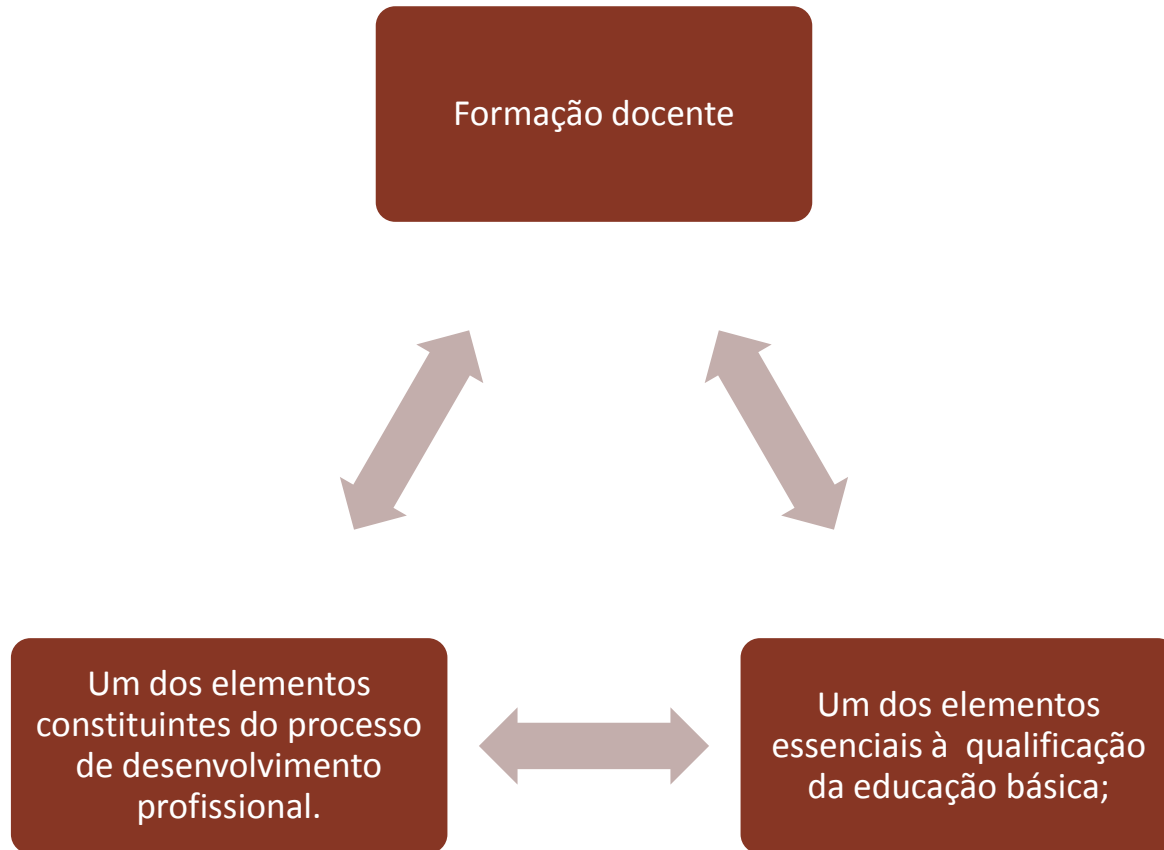 Formação docente
Um dos elementos
constituintes do processo
de desenvolvimento
profissional.
Um dos elementos
essenciais à  qualificação
da educação básica;